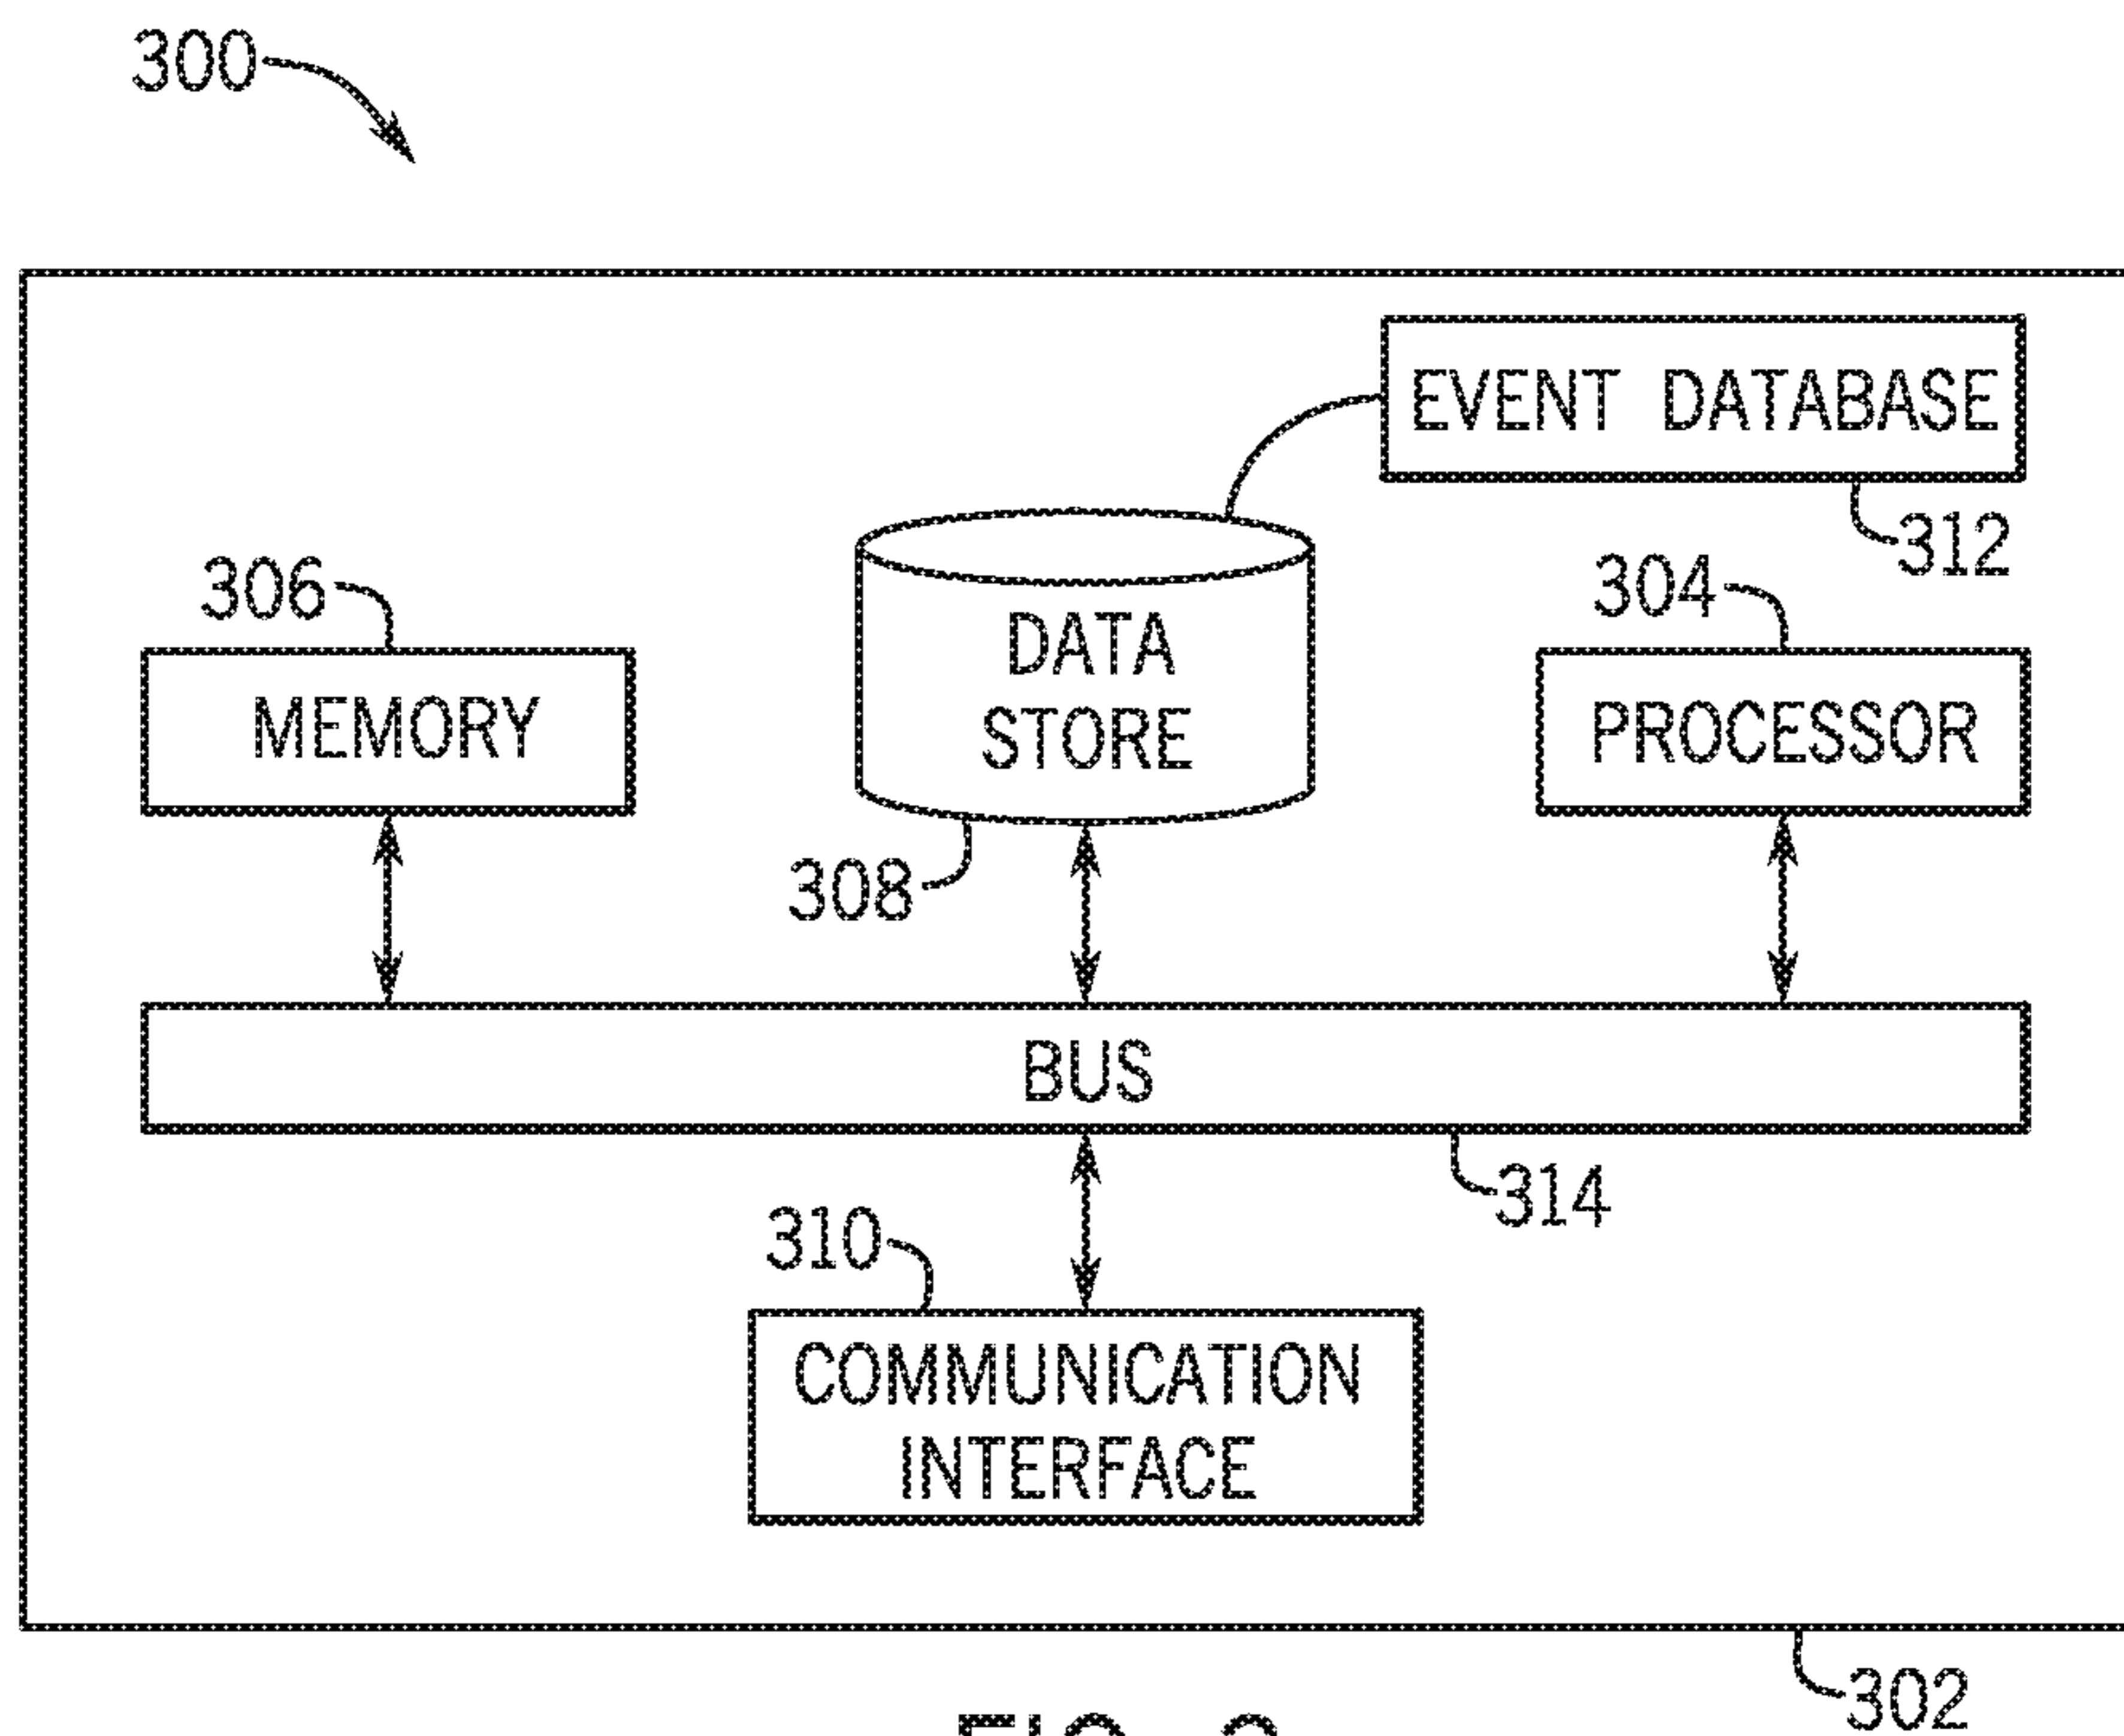 300
EVENT DATABASE
312
306
304
DATA
STORE
MEMORY
PROCESSOR
308
BUS
314
310
COMMUNICATION
INTERFACE
302